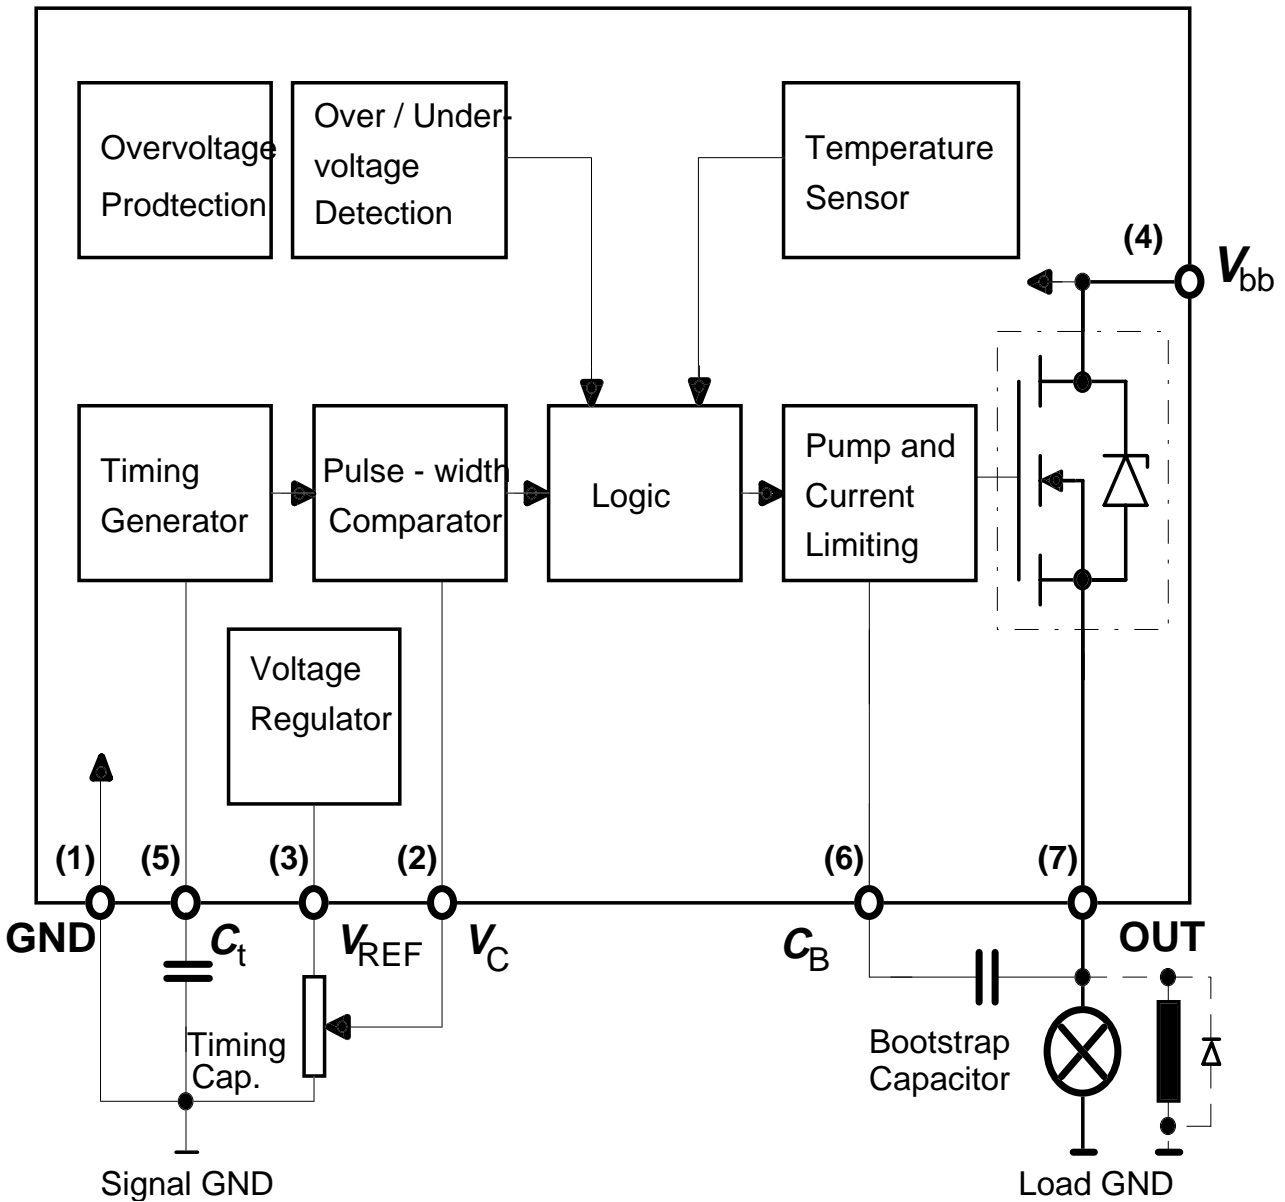 Overvoltage
Prodtection
Over / Under-
voltage
Detection
Temperature
Sensor
(4)
Vbb
Timing
Generator
Pulse - width
Comparator
Logic
Pump and
Current
Limiting
Voltage
Regulator
(1)
(5)
(3)
(2)
(6)
(7)
GND
Ct
VREF
VC
CB
OUT
Timing
Cap.
Bootstrap
Capacitor
Signal GND
Load GND